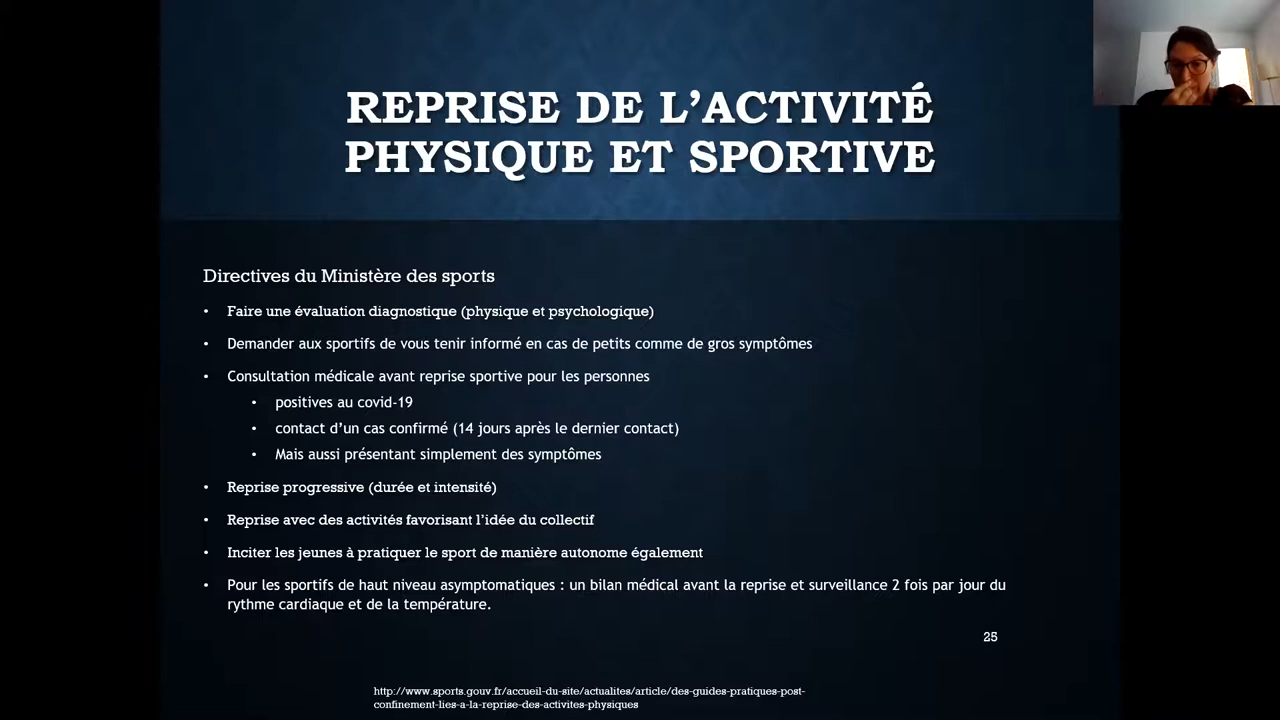 REPRISE DE L’ACTIVITÉ
PHYSIQUE ET SPORTIVE
Directives du Ministère des sports
• Faire une évaluation diagnostique (physique et psychologique)
• Demander aux sportifs de vous tenir informé en cas de petits comme de gros symptômes
• Consultation médicale avant reprise sportive pour les personnes
• positives au covid-19
• contact d’un cas confirmé (14 jours après le dernier contact)
• Mais aussi présentant simplement des symptômes
• Reprise progressive (durée et intensité)
• Reprise avec des activités favorisant l’idée du collectif
• Inciter les jeunes à pratiquer le sport de manière autonome également
• Pour les sportifs de haut niveau asymptomatiques : un bilan médical avant la reprise et surveillance 2 fois par jour du
rythme cardiaque et de la température.
25
http://www.sports.gouv.fr/accueil-du-site/actualites/article/des-guides-pratiques-post-
confinement-lies-a-la-reprise-des-activites-physiques